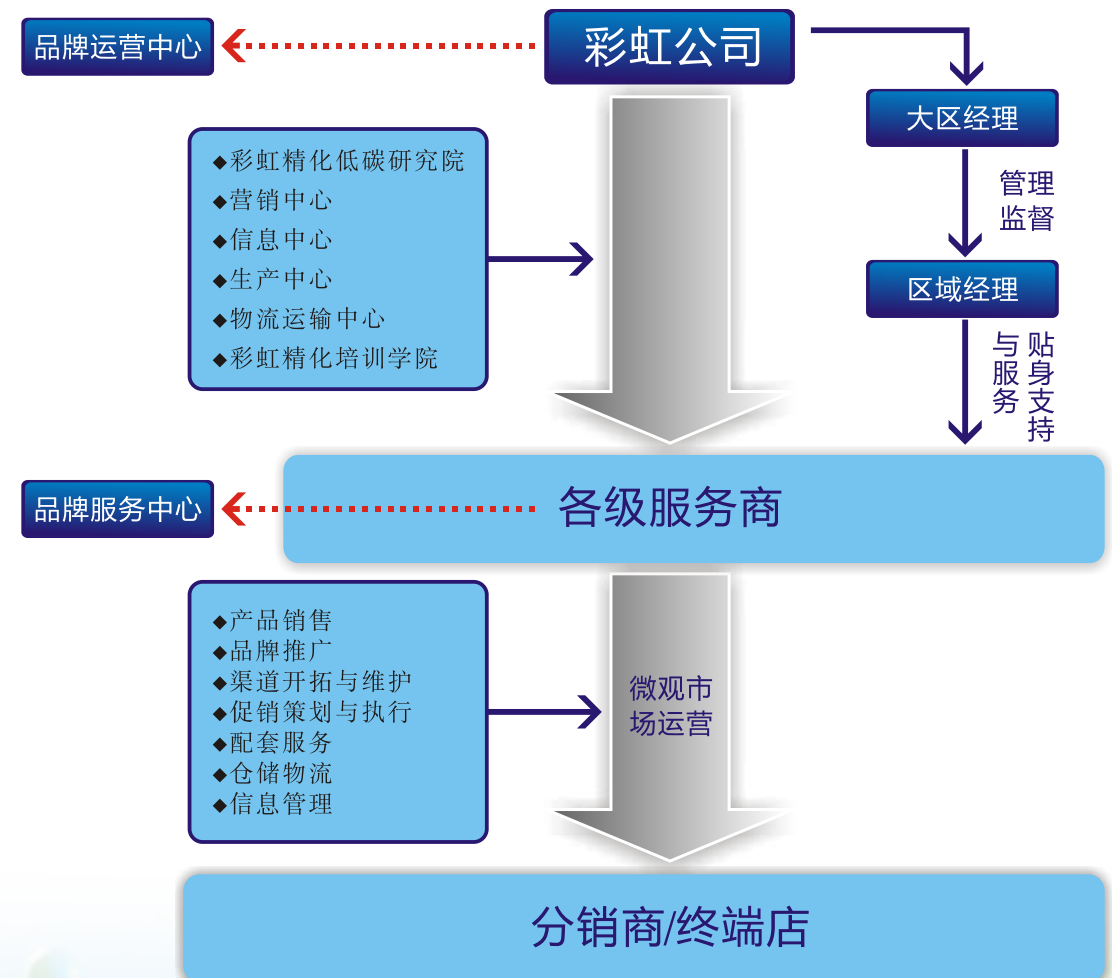 品牌运营中心
彩虹公司
大区经理
管理
监督
区域经理
贴身支持
与服务
◆彩虹精化低碳研究院
◆营销中心
◆信息中心
◆生产中心
◆物流运输中心
◆彩虹精化培训学院
品牌服务中心
各级服务商
◆产品销售
◆品牌推广
◆渠道开拓与维护
◆促销策划与执行
◆配套服务
◆仓储物流
◆信息管理
微观市
场运营
分销商/终端店